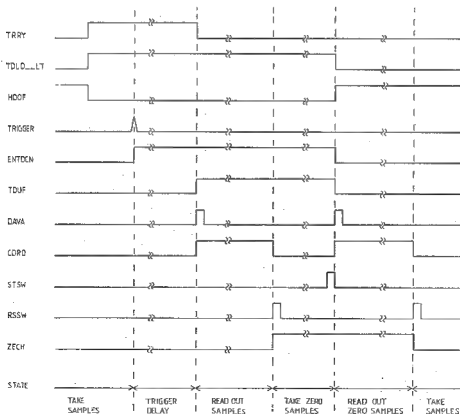 TRRY
TDLD__LT
HDOF
TRIGGER
ENTDCN
TDUF
DAVA
CDRD
STSW
RSSW
ZECH
STATE
TAKE SAMPLES
TRIGGER DELAY
READ OUT SAMPLES
TAKE ZERO SAMPLES
READ OUT ZERO SAMPLES
TAKE SAMPLES